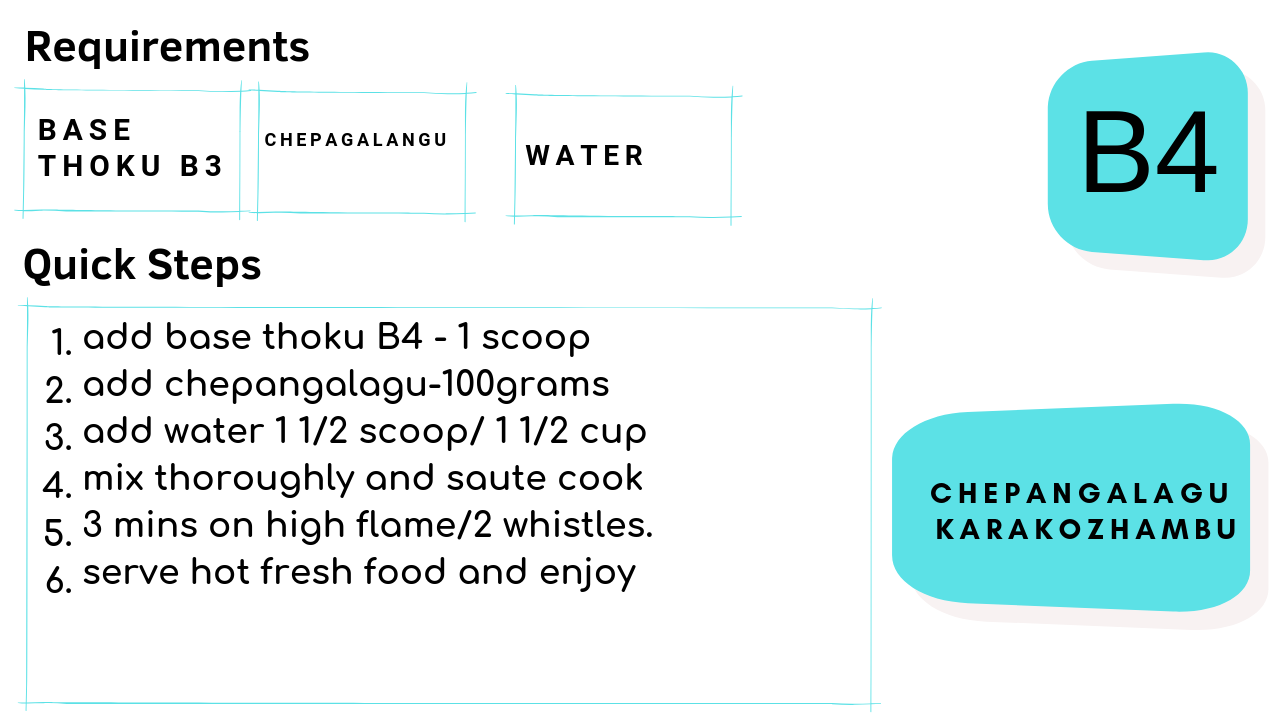 Requirements
BASE
THOKU B3
CHEPAGALANGU
WATER
B4
Quick Steps
1. add base thoku B4 - 1 scoop
2. add chepangalagu-100grams
3. add water 1 1/2 scoop/ 1 1/2 cup
4. mix thoroughly and saute cook
5. 3 mins on high flame/2 whistles.
6. serve hot fresh food and enjoy
CHEPANGALAGU
KARAKOZHAMBU